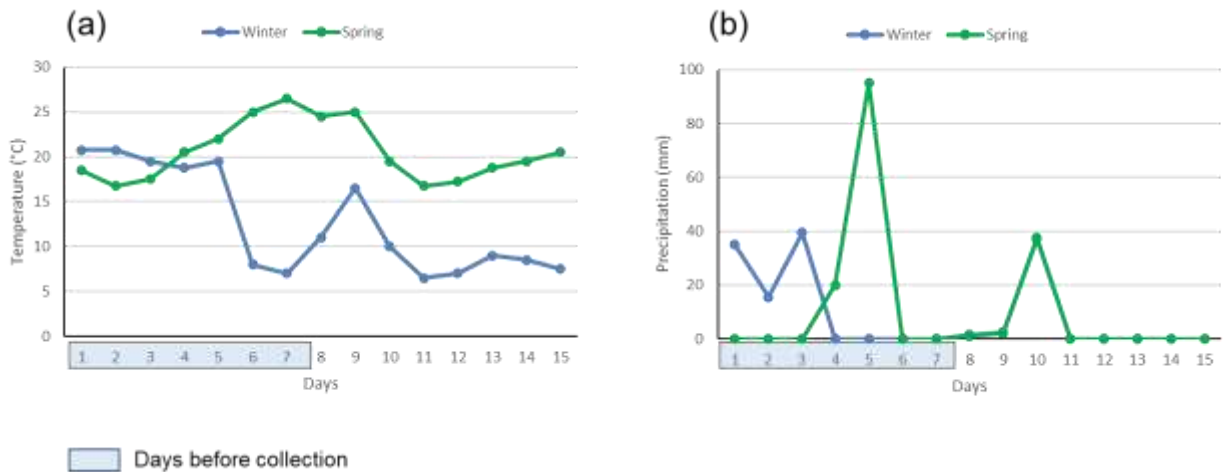 (a)
Winter Spring
Temperature (°C)
30
25
20
15
10
5
0
1 2 3 4 5 6 7 8 9 10 11 12 13 14 15
Days
(b)
Winter Spring
Precipitation (mm)
100
80
60
40
20
0
1 2 3 4 5 6 7 8 9 10 11 12 13 14 15
Days
Days before collection